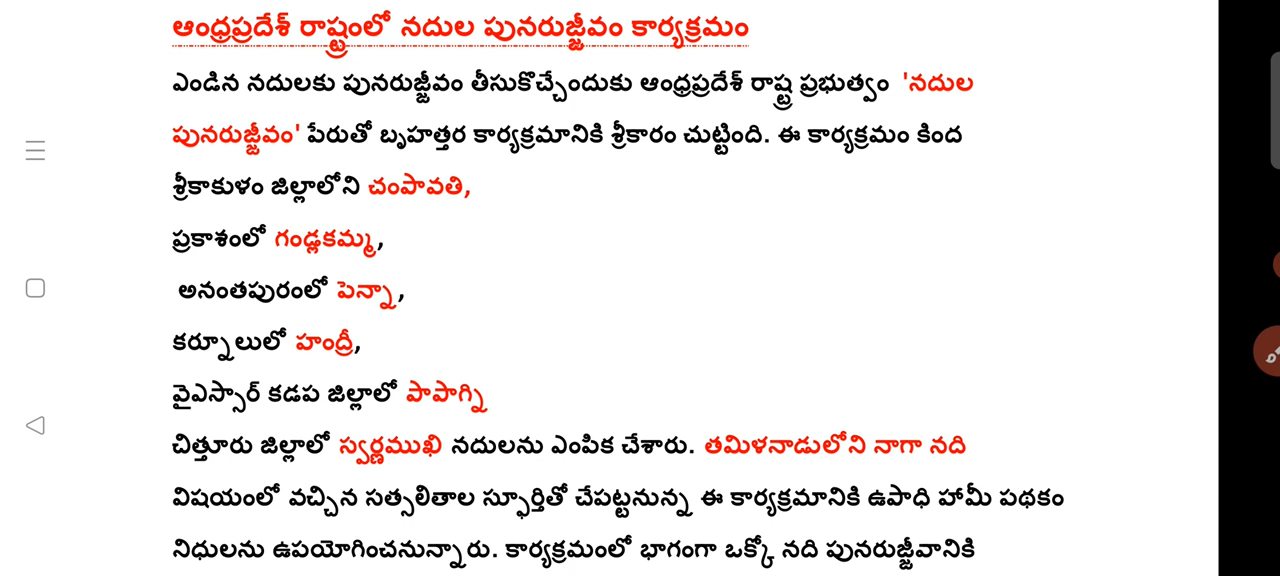 ఆంధ్రప్రదేశ్ రాష్ట్రంలో నదుల పునరుజ్జీవం కార్యక్రమం
ఎండిన నదులకు పునరుజ్జీవం తీసుకొచ్చేందుకు ఆంధ్రప్రదేశ్ రాష్ట్ర ప్రభుత్వం 'నదుల
పునరుజ్జీవం' పేరుతో బృహత్తర కార్యక్రమానికి శ్రీకారం చుట్టింది. ఈ కార్యక్రమం కింద
శ్రీకాకుళం జిల్లాలోని చంపావతి,
ప్రకాశంలో గండ్లకమ్మ,
అనంతపురంలో పెన్నా,
కర్నూలులో హంద్రీ,
వైఎస్సార్ కడప జిల్లాలో పాపాగ్ని
చిత్తూరు జిల్లాలో స్వర్ణముఖి నదులను ఎంపిక చేశారు. తమిళనాడులోని నాగా నది
విషయంలో వచ్చిన సత్ఫలితాల స్ఫూర్తితో చేపట్టనున్న ఈ కార్యక్రమానికి ఉపాధి హామీ పథకం
నిధులను ఉపయోగించనున్నారు. కార్యక్రమంలో భాగంగా ఒక్కో నది పునరుజ్జీవానికి